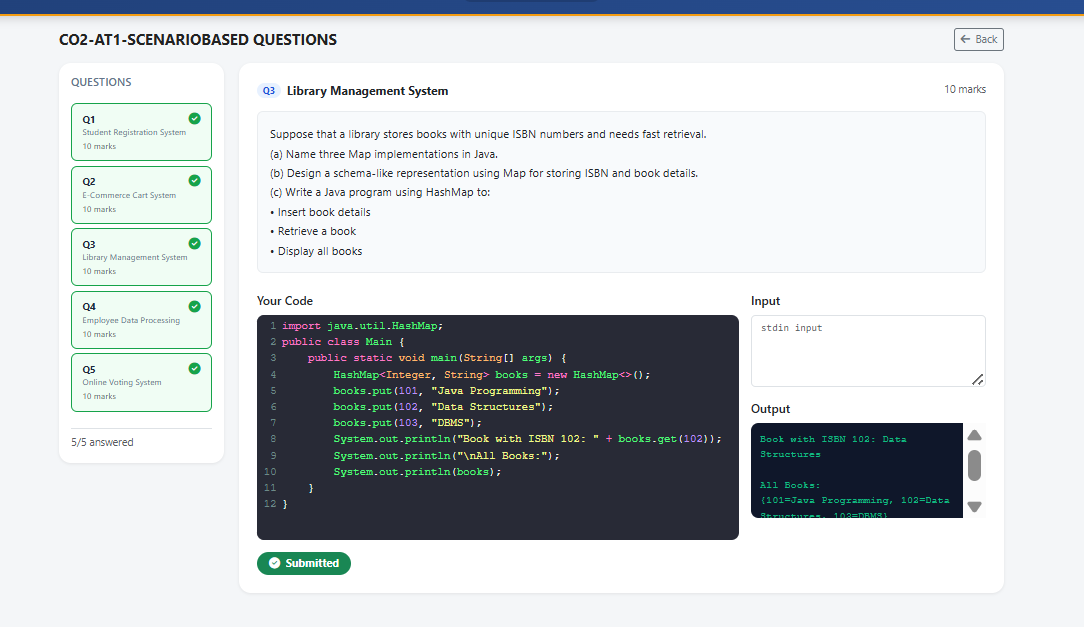 CO2-AT1-SCENARIOBASED QUESTIONS
← Back
QUESTIONS
Q1
Student Registration System
10 marks
Q2
E-Commerce Cart System
10 marks
Q3
Library Management System
10 marks
Q4
Employee Data Processing
10 marks
Q5
Online Voting System
10 marks
5/5 answered
Q3 Library Management System
10 marks
Suppose that a library stores books with unique ISBN numbers and needs fast retrieval.
(a) Name three Map implementations in Java.
(b) Design a schema-like representation using Map for storing ISBN and book details.
(c) Write a Java program using HashMap to:
• Insert book details
• Retrieve a book
• Display all books
Your Code
1 import java.util.HashMap;
2 public class Main {
3     public static void main(String[] args) {
4         HashMap<Integer, String> books = new HashMap<>();
5         books.put(101, "Java Programming");
6         books.put(102, "Data Structures");
7         books.put(103, "DBMS");
8         System.out.println("Book with ISBN 102: " + books.get(102));
9         System.out.println("\nAll Books:");
10         System.out.println(books);
11     }
12 }
Submitted
Input
stdin input
Output
Book with ISBN 102: Data
Structures
All Books:
{101=Java Programming, 102=Data
Structures, 103=DBMS}